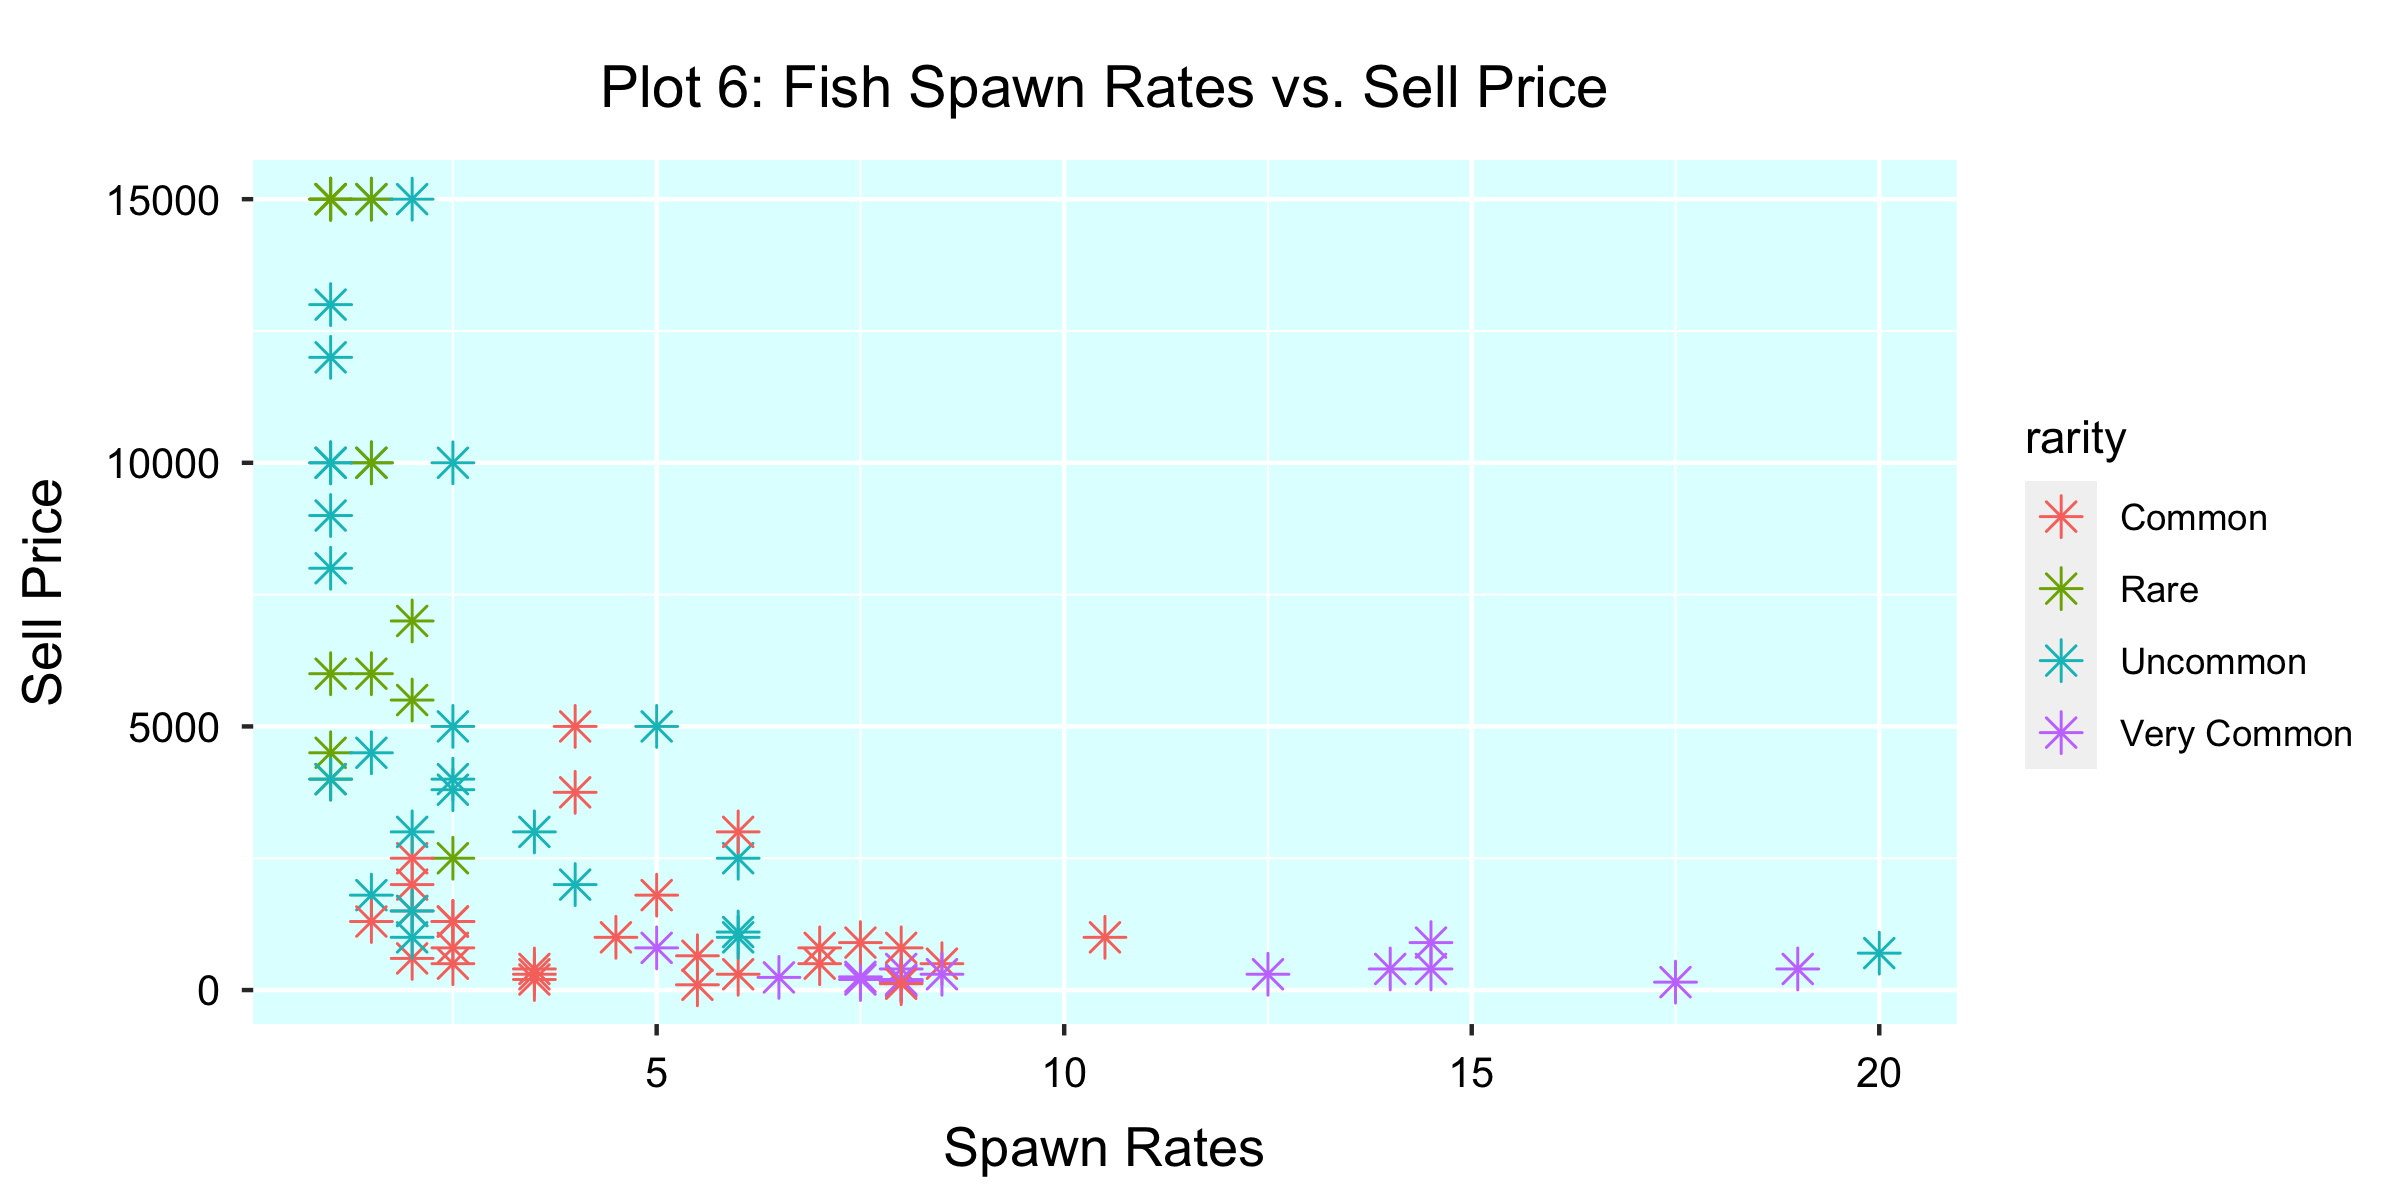 Plot 6: Fish Spawn Rates vs. Sell Price
Sell Price
15000
10000
5000
0
5
10
15
20
Spawn Rates
rarity
Common
Rare
Uncommon
Very Common